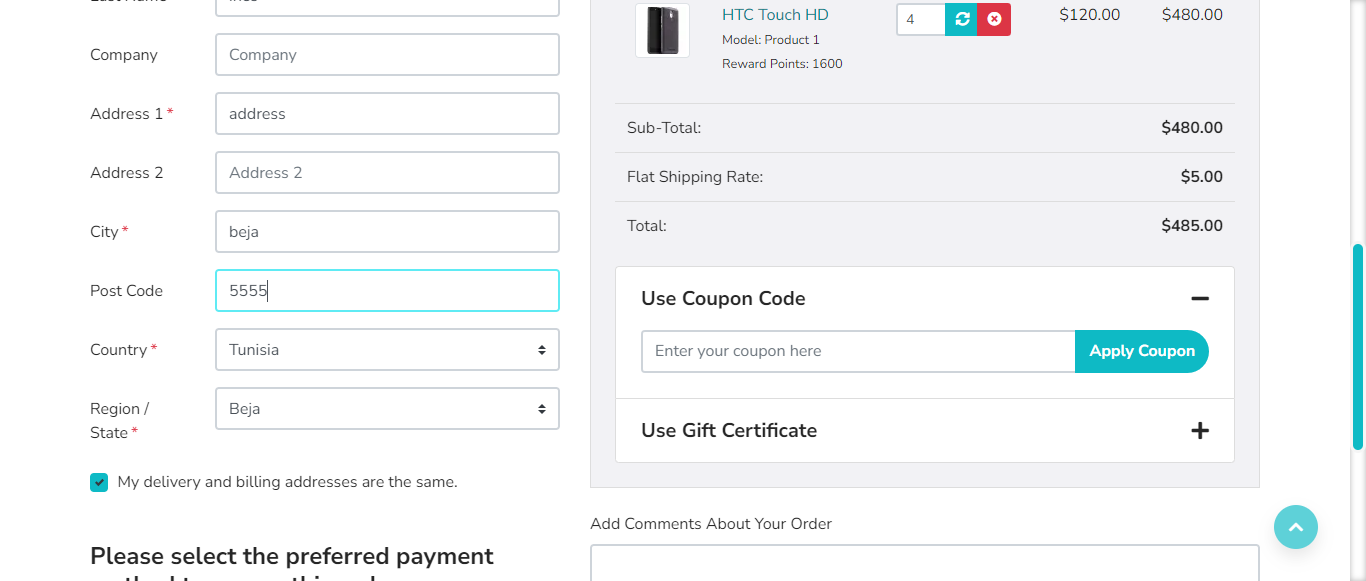 Company
Company
Address 1 *
address
Address 2
Address 2
City *
beja
Post Code
5555
Country *
Tunisia
Region /
State *
Beja
My delivery and billing addresses are the same.
Please select the preferred payment
HTC Touch HD
Model: Product 1
Reward Points: 1600
4
$120.00
$480.00
Sub-Total:
$480.00
Flat Shipping Rate:
$5.00
Total:
$485.00
Use Coupon Code
Enter your coupon here
Apply Coupon
Use Gift Certificate
Add Comments About Your Order